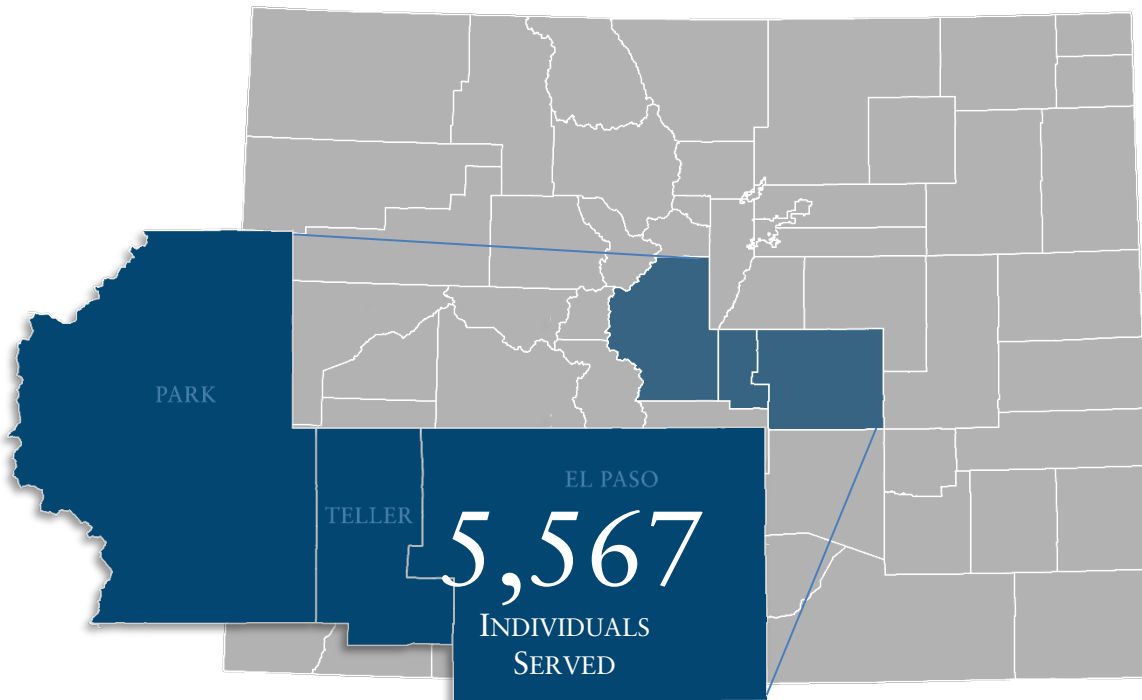 PARK
EL PASO
TELLER
5,567
INDIVIDUALS
SERVED